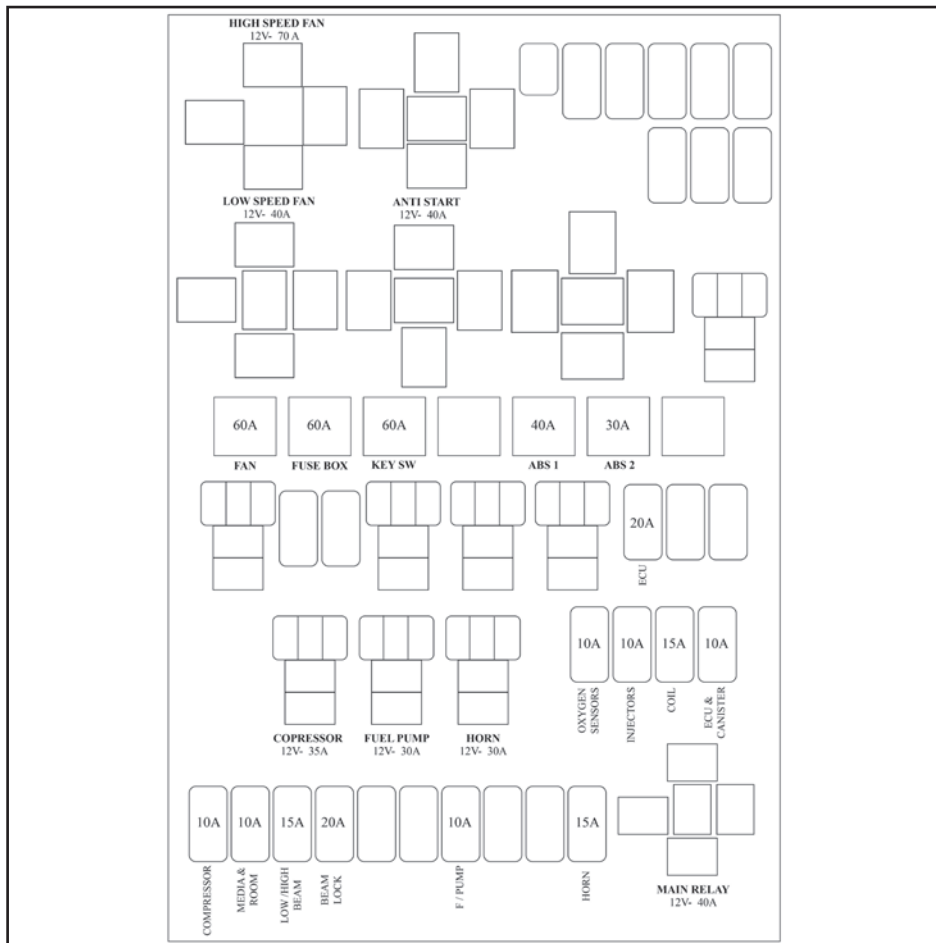 HIGH SPEED FAN
12V- 70 A
LOW SPEED FAN
12V- 40A
ANTI START
12V- 40A
60A
60A
60A
40A
30A
FAN
FUSE BOX
KEY SW
ABS 1
ABS 2
20A
ECU
10A
10A
15A
10A
OXYGEN
SENSORS
INJECTORS
COIL
ECU &
CANISTER
COPRESSOR
12V- 35A
FUEL PUMP
12V- 30A
HORN
12V- 30A
10A
10A
15A
20A
10A
15A
COMPRESSOR
MEDIA &
ROOM
LOW /HIGH
BEAM
BEAM
LOCK
F / PUMP
HORN
MAIN RELAY
12V- 40A